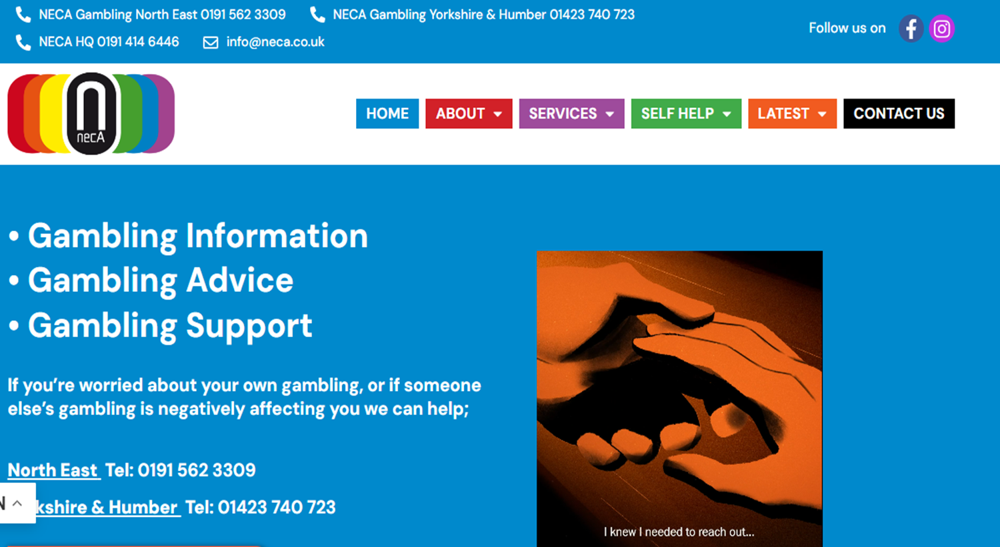 NECA Gambling North East 0191 562 3309
NECA Gambling Yorkshire & Humber 01423 740 723
NECA HQ 0191 414 6446
info@neca.co.uk
Follow us on
n
necA
HOME
ABOUT
SERVICES
SELF HELP
LATEST
CONTACT US
• Gambling Information
• Gambling Advice
• Gambling Support
If you’re worried about your own gambling, or if someone
else’s gambling is negatively affecting you we can help;
North East Tel: 0191 562 3309
kshire & Humber Tel: 01423 740 723
N
I knew I needed to reach out...